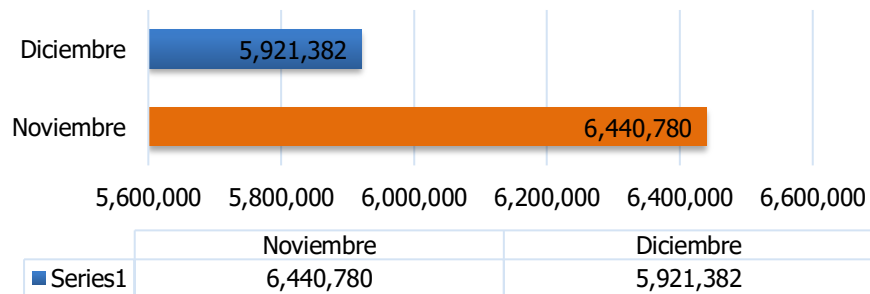 Diciembre 5,921,382
Noviembre 6,440,780
5,600,000 5,800,000 6,000,000 6,200,000 6,400,000 6,600,000
Noviembre Diciembre
Series1 6,440,780 5,921,382